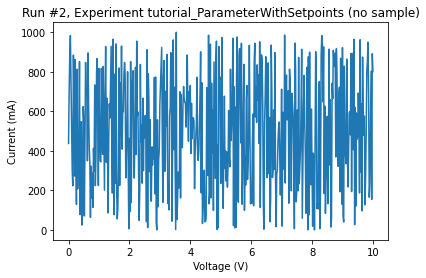 Run #2, Experiment tutorial_ParameterWithSetpoints (no sample)
1000
800
600
400
200
0
Current (mA)
0 2 4 6 8 10
Voltage (V)